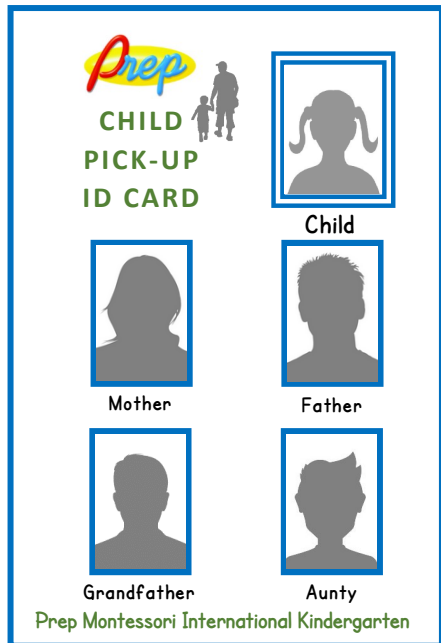 Prep
CHILD
PICK-UP
ID CARD
Child
Mother
Father
Grandfather
Aunty
Prep Montessori International Kindergarten